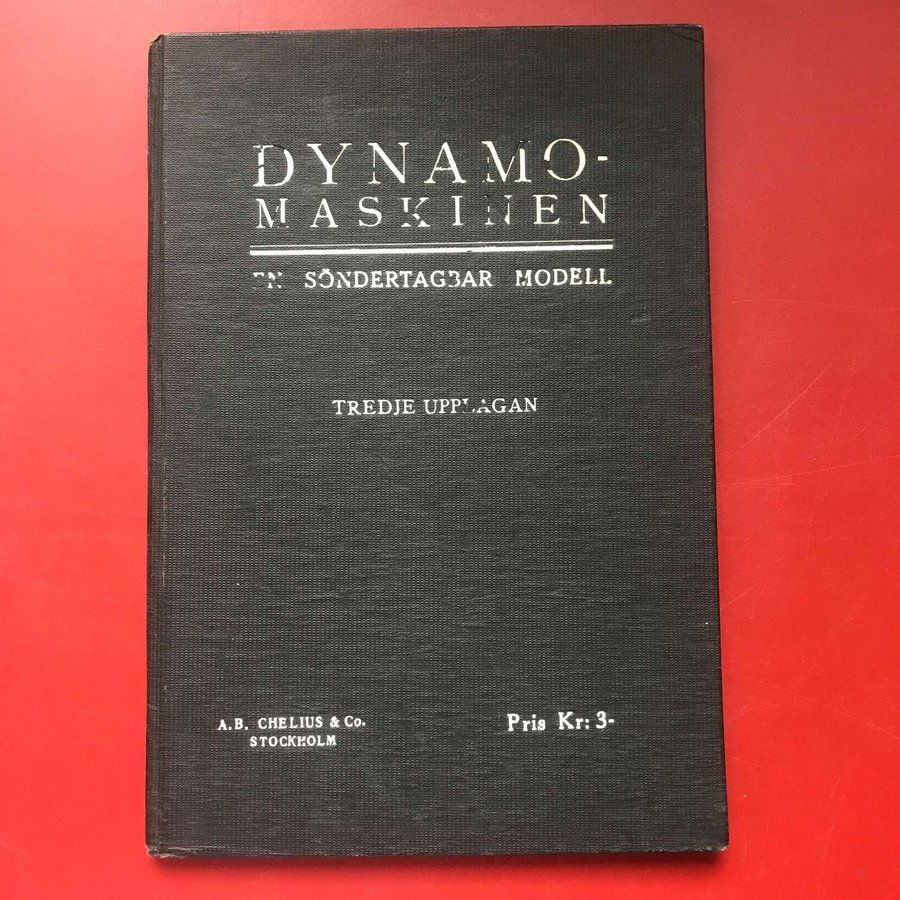 DYNAMO-
MASKINEN
EN SÖNDERTAGBAR MODELL
TREDJE UPPLAGAN
A.B. CHELIUS & Co.
STOCKHOLM
Pris Kr: 3-